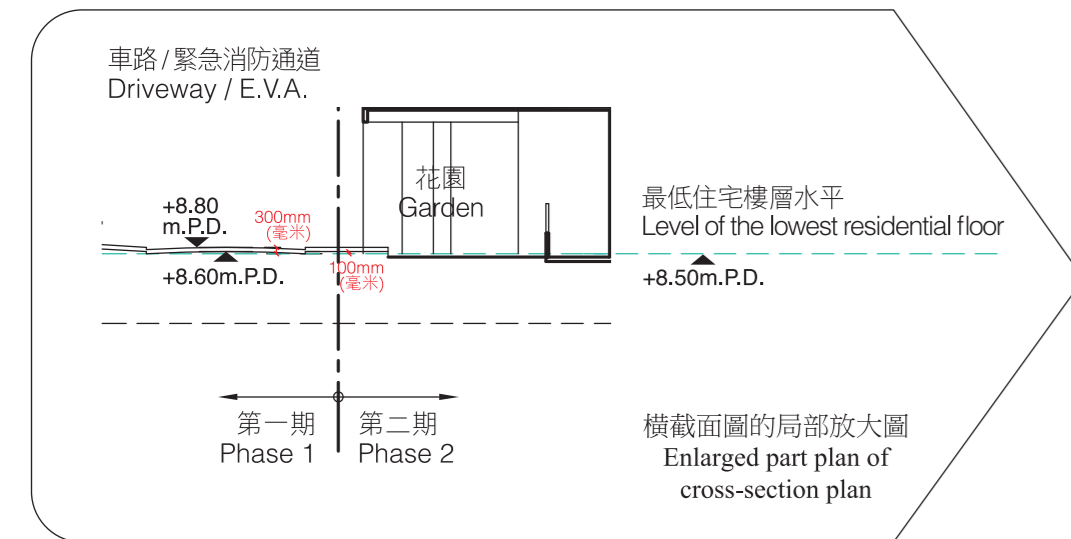 車路 / 緊急消防通道
Driveway / E.V.A.
花園
Garden
+8.80
m.P.D.
300mm
(毫米)
最低住宅樓層水平
Level of the lowest residential floor
+8.60m.P.D.
100mm
(毫米)
+8.50m.P.D.
第一期
Phase 1
第二期
Phase 2
橫截面圖的局部放大圖
Enlarged part plan of
cross-section plan